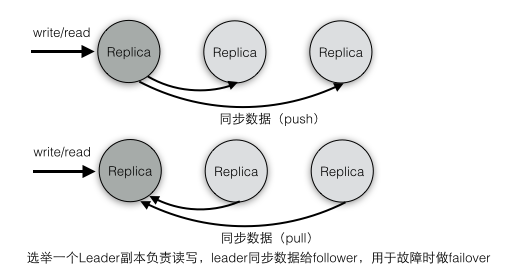 write/read
Replica Replica Replica
同步数据（push）
write/read
Replica Replica Replica
同步数据（pull）
选举一个Leader副本负责读写，leader同步数据给follower，用于故障时做failover